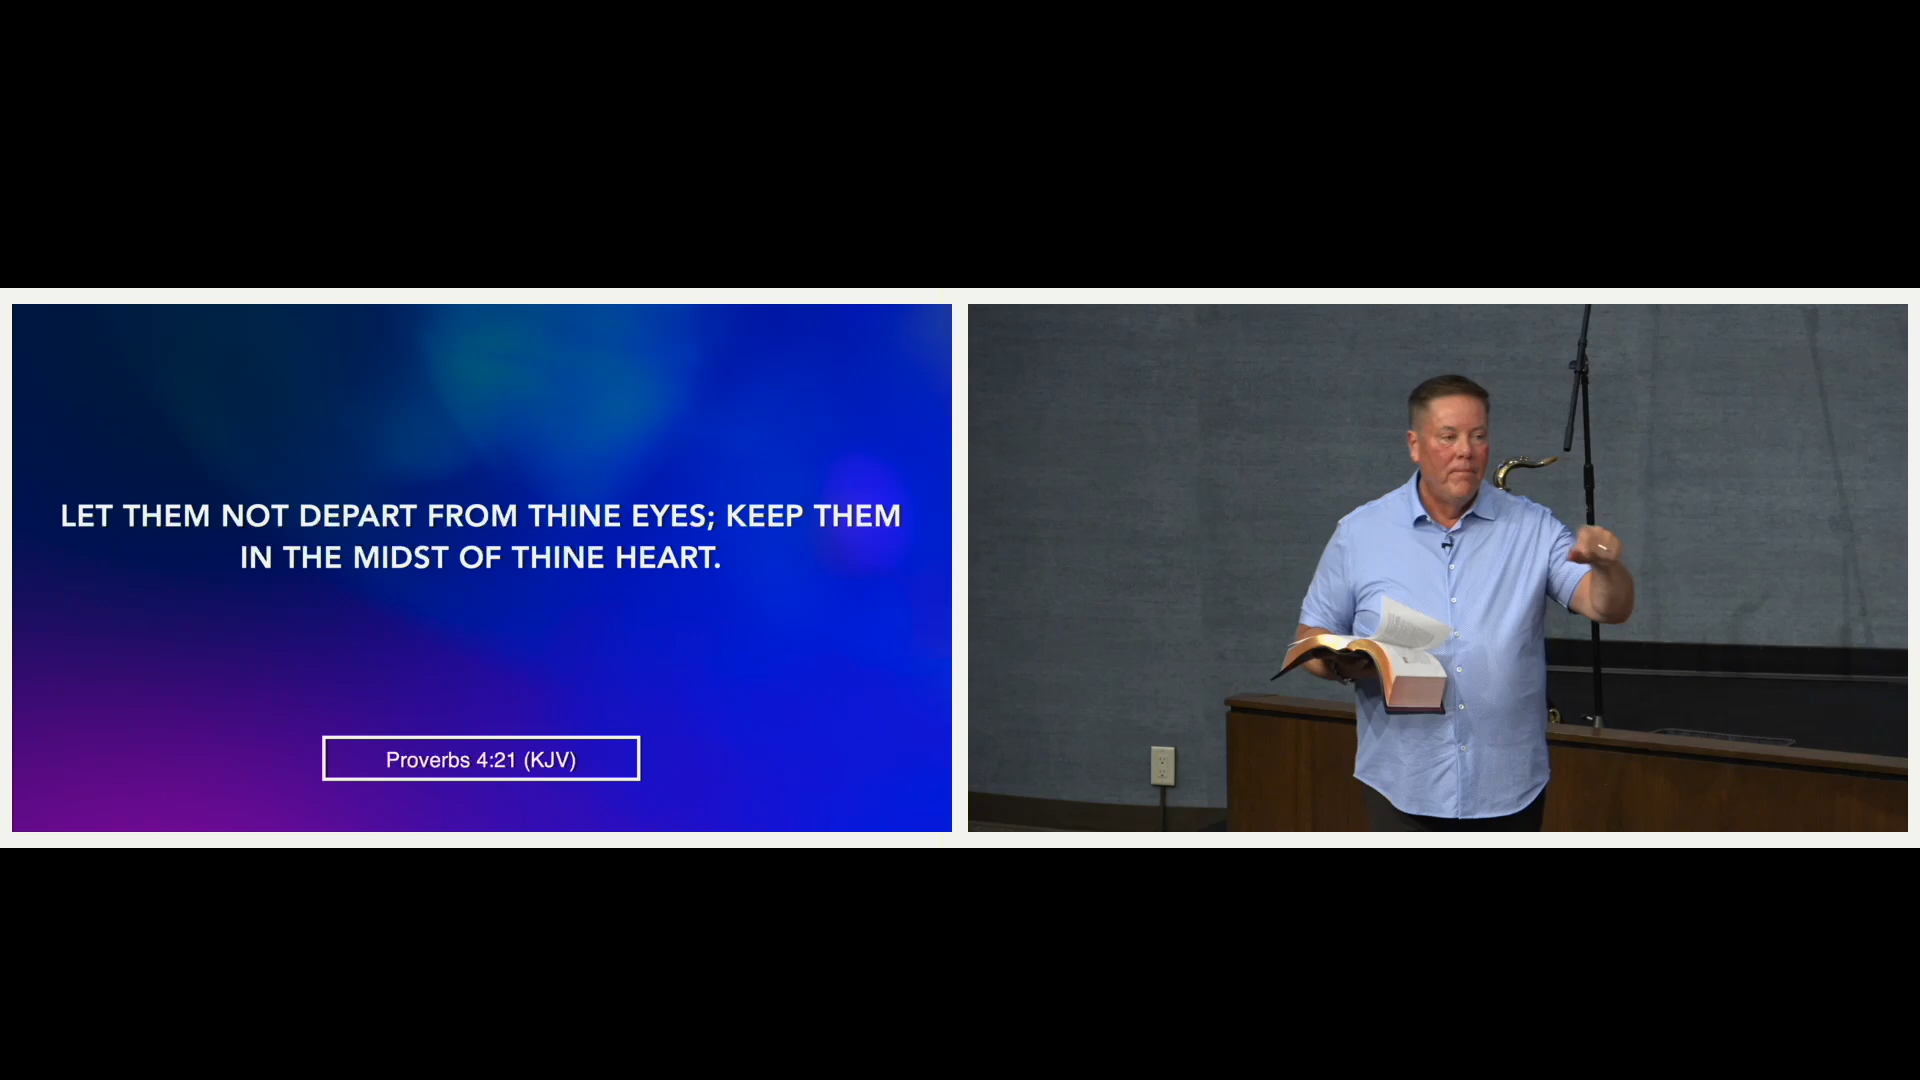 LET THEM NOT DEPART FROM THINE EYES; KEEP THEM
IN THE MIDST OF THINE HEART.
Proverbs 4:21 (KJV)